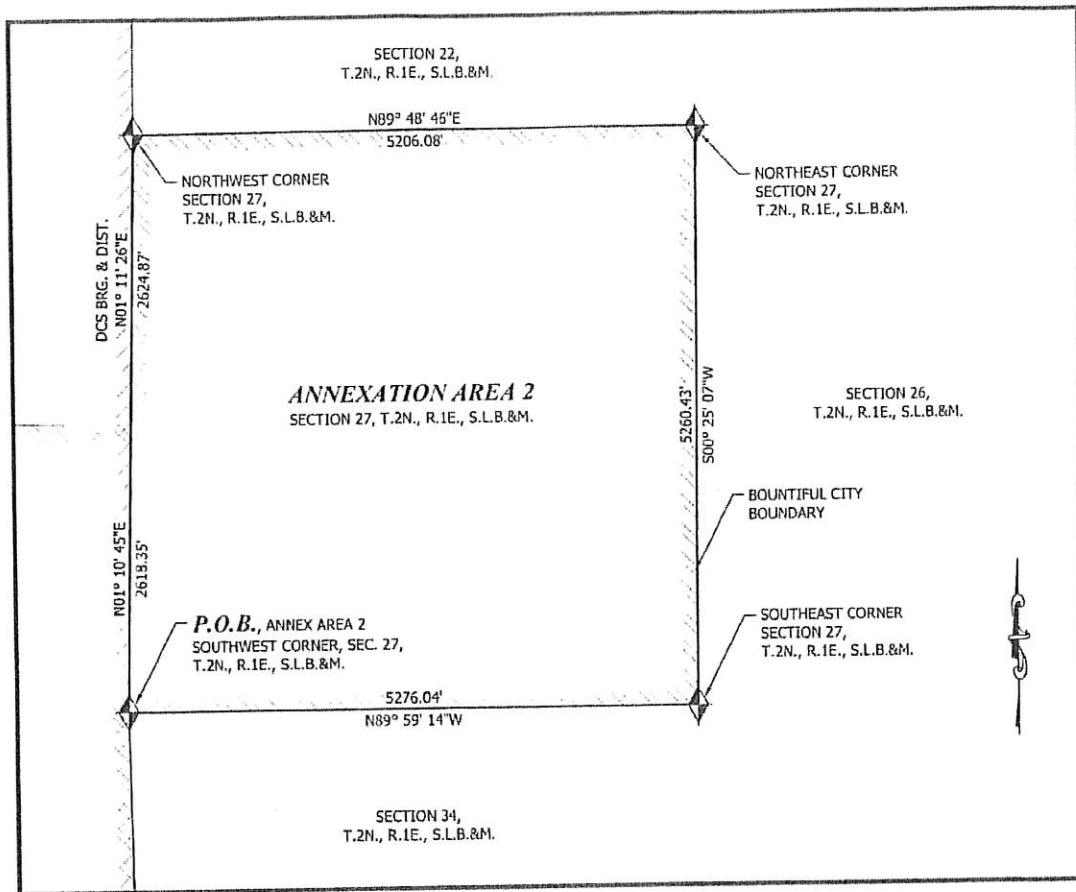 SECTION 22,
T.2N., R.1E., S.L.B.&M.
N89° 48' 46"E
5206.08'
NORTHWEST CORNER
SECTION 27,
T.2N., R.1E., S.L.B.&M.
NORTHEAST CORNER
SECTION 27,
T.2N., R.1E., S.L.B.&M.
DCS BRG. & DIST.
N01° 11' 26"E
2624.87'
ANNEXATION AREA 2
SECTION 27, T.2N., R.1E., S.L.B.&M.
5260.43'
S00° 25' 07"W
SECTION 26,
T.2N., R.1E., S.L.B.&M.
BOUNTIFUL CITY
BOUNDARY
N01° 10' 45"E
2618.35'
P.O.B., ANNEX AREA 2
SOUTHWEST CORNER, SEC. 27,
T.2N., R.1E., S.L.B.&M.
SOUTHEAST CORNER
SECTION 27,
T.2N., R.1E., S.L.B.&M.
5276.04'
N89° 59' 14"W
SECTION 34,
T.2N., R.1E., S.L.B.&M.